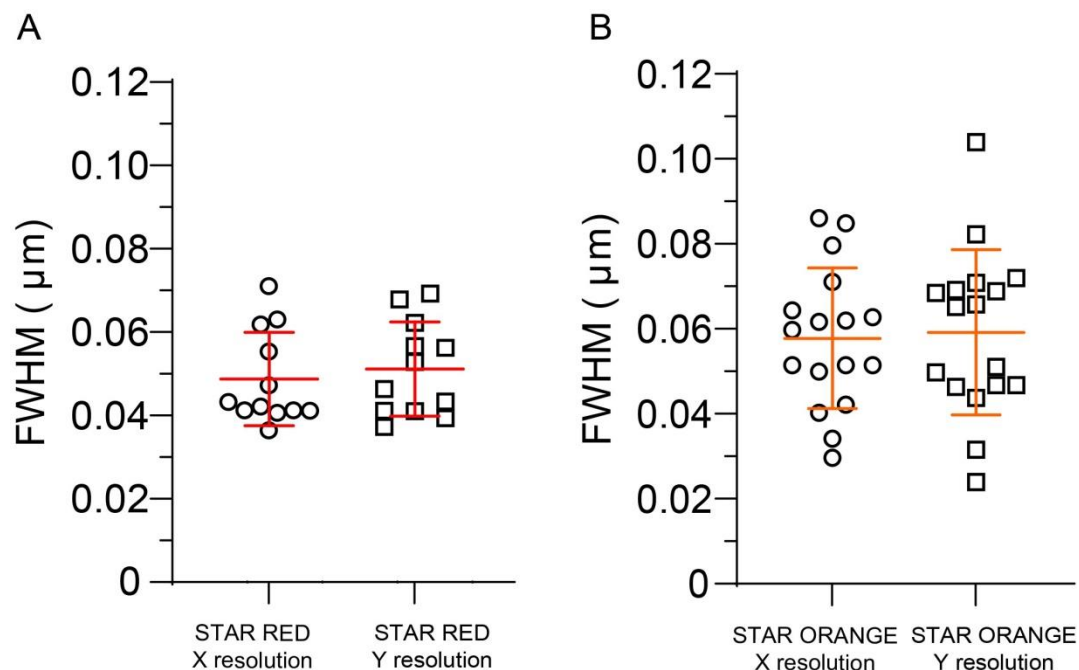 A
FWHM ( μm)
0.12
0.10
0.08
0.06
0.04
0.02
0
STAR RED
X resolution
STAR RED
Y resolution
B
FWHM ( μm)
0.12
0.10
0.08
0.06
0.04
0.02
0
STAR ORANGE
X resolution
STAR ORANGE
Y resolution